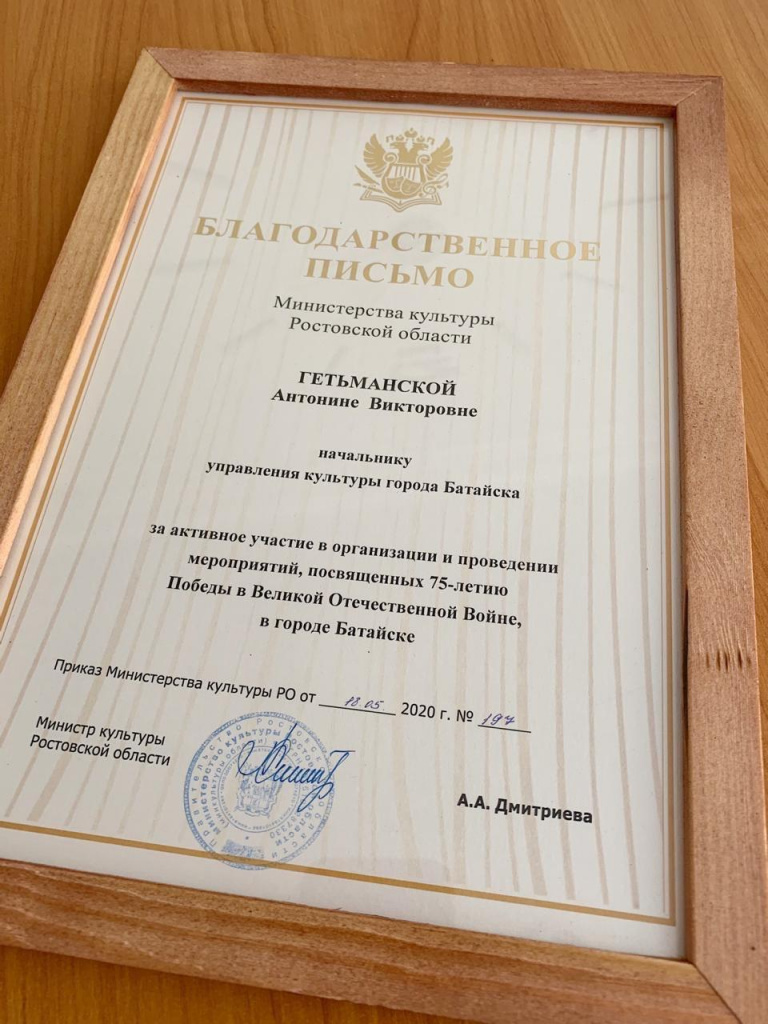 БЛАГОДАРСТВЕННОЕ
ПИСЬМО
Министерства культуры
Ростовской области
ГЕТЬМАНСКОЙ
Антонине Викторовне
начальнику
управления культуры города Батайска
за активное участие в организации и проведении
мероприятий, посвященных 75-летию
Победы в Великой Отечественной Войне,
в городе Батайске
Приказ Министерства культуры РО от 18.05 2020 г. № 197
Министр культуры
Ростовской области
А.А. Дмитриева